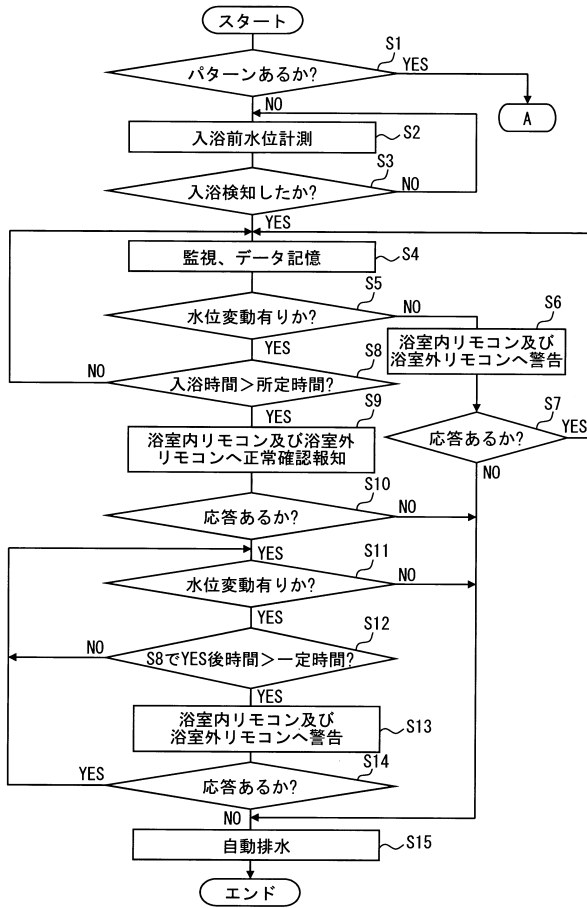 スタート
S1
パターンあるか?
YES
A
NO
入浴前水位計測
S2
S3
入浴検知したか?
NO
YES
監視、データ記憶
S4
S5
水位変動有りか?
NO
YES
S6
浴室内リモコン及び
浴室外リモコンへ警告
S7
応答あるか?
YES
NO
S8
入浴時間>所定時間?
NO
YES
S9
浴室内リモコン及び浴室外
リモコンへ正常確認報知
S10
応答あるか?
NO
YES
S11
水位変動有りか?
NO
YES
S12
S8でYES後時間>一定時間?
NO
YES
浴室内リモコン及び
浴室外リモコンへ警告
S13
S14
応答あるか?
YES
NO
自動排水
S15
エンド